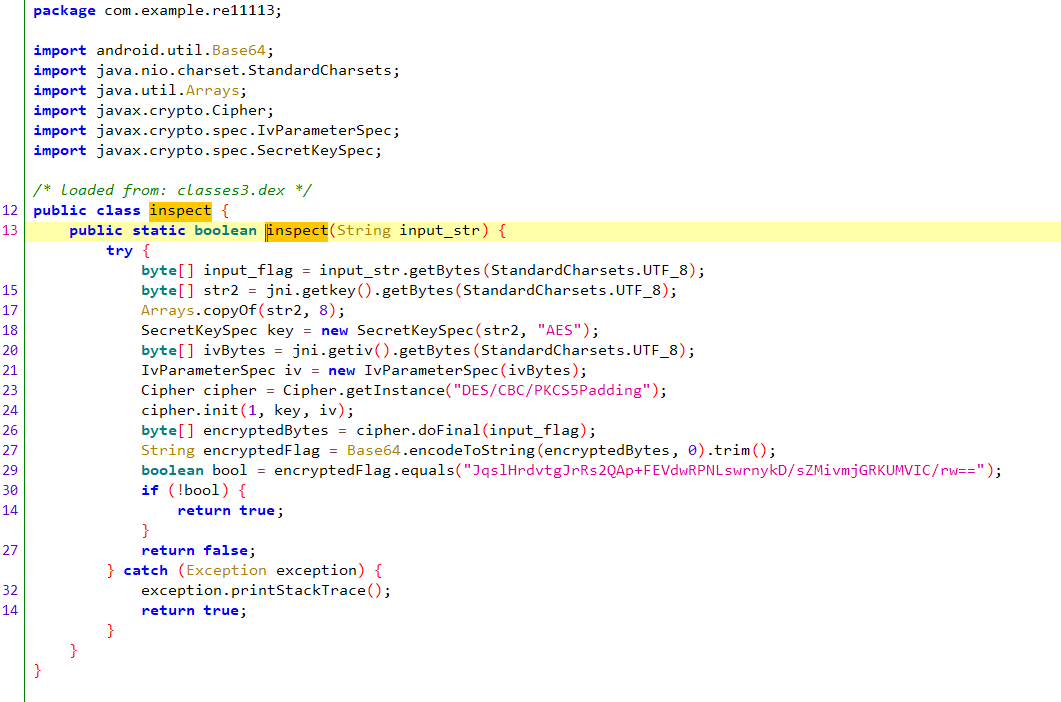 package com.example.re11113;
import android.util.Base64;
import java.nio.charset.StandardCharsets;
import java.util.Arrays;
import javax.crypto.Cipher;
import javax.crypto.spec.IvParameterSpec;
import javax.crypto.spec.SecretKeySpec;
/* loaded from: classes3.dex */
12 public class inspect {
13 public static boolean inspect(String input_str) {
try {
byte[] input_flag = input_str.getBytes(StandardCharsets.UTF_8);
15 byte[] str2 = jni.getkey().getBytes(StandardCharsets.UTF_8);
17 Arrays.copyOf(str2, 8);
18 SecretKeySpec key = new SecretKeySpec(str2, "AES");
20 byte[] ivBytes = jni.getiv().getBytes(StandardCharsets.UTF_8);
21 IvParameterSpec iv = new IvParameterSpec(ivBytes);
23 Cipher cipher = Cipher.getInstance("DES/CBC/PKCS5Padding");
24 cipher.init(1, key, iv);
26 byte[] encryptedBytes = cipher.doFinal(input_flag);
27 String encryptedFlag = Base64.encodeToString(encryptedBytes, 0).trim();
29 boolean bool = encryptedFlag.equals("JqslHrdvtgJrRs2QAp+FEVdwRPNLswrnykD/sZMivmjGRKUMVIC/rw==");
30 if (!bool) {
14 return true;
}
27 return false;
} catch (Exception exception) {
32 exception.printStackTrace();
14 return true;
}
}
}